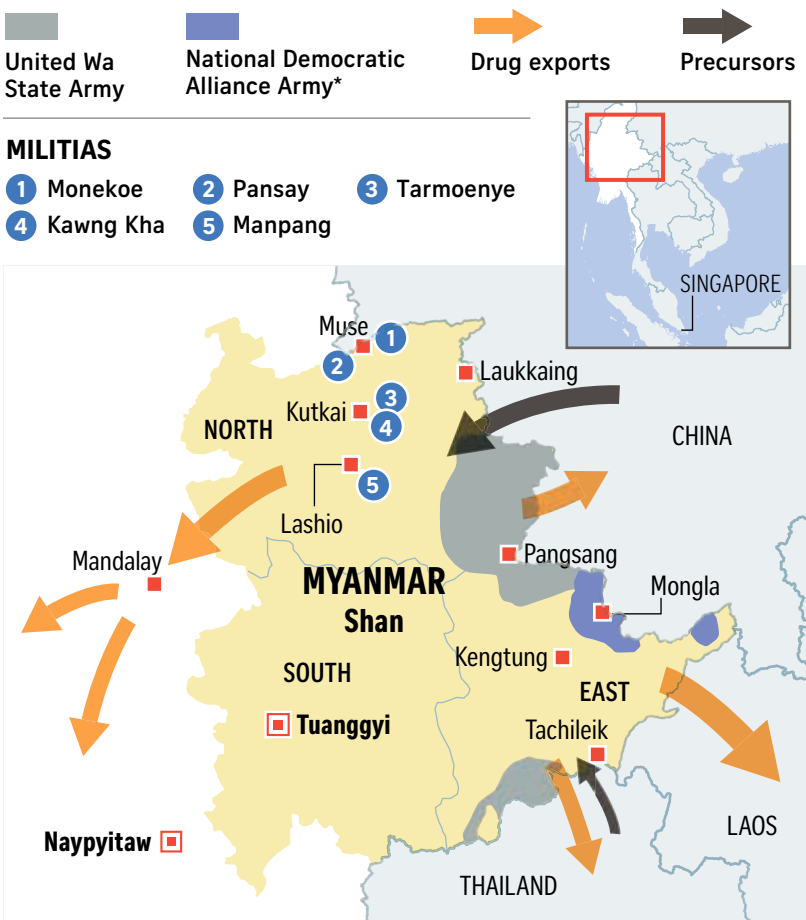 United Wa
State Army
National Democratic
Alliance Army*
Drug exports
Precursors
MILITIAS
1 Monekoe
2 Pansay
3 Tarmoenye
4 Kawng Kha
5 Manpang
SINGAPORE
Muse
1
2
Laukkaing
3
Kutkai
4
NORTH
CHINA
5
Lashio
Mandalay
Pangsang
MYANMAR
Shan
Mongla
Kengtung
SOUTH
EAST
Tuanggyi
Tachileik
LAOS
Naypyitaw
THAILAND